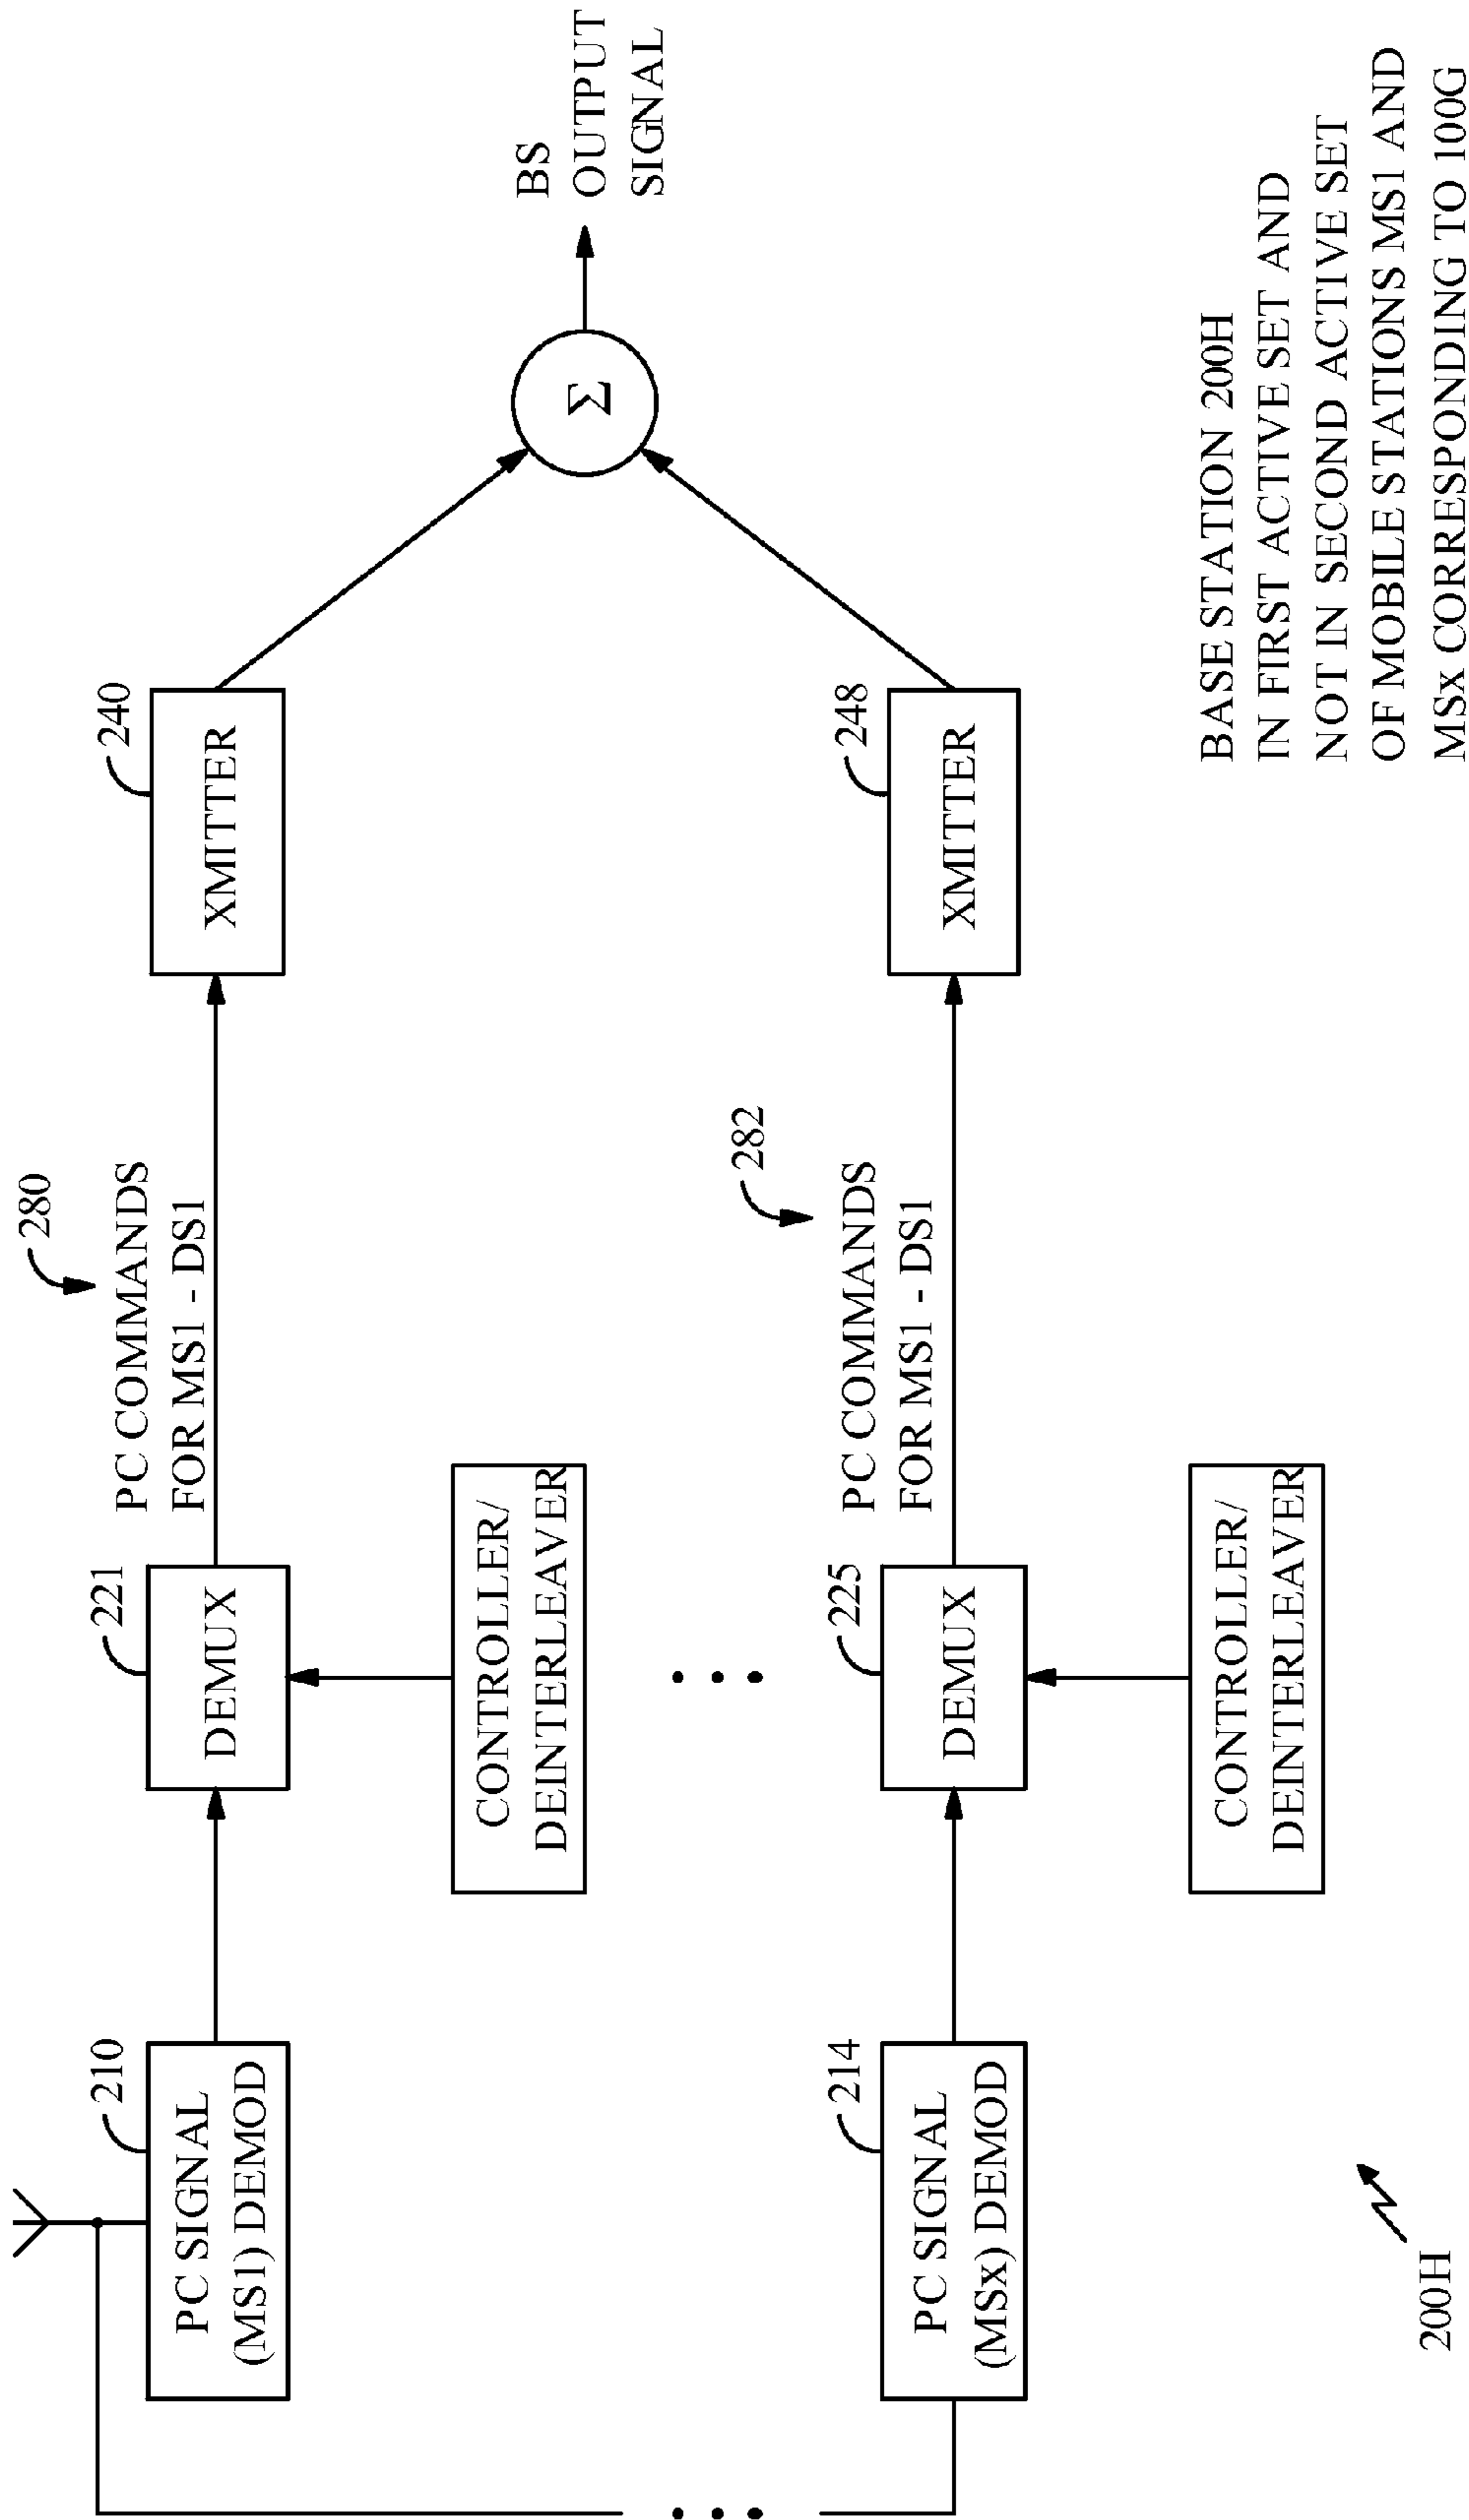 280
PC COMMANDS
FOR MS1 - DS1
210
PC SIGNAL
(MS1) DEMOD
221
DEMUX
240
XMITTER
CONTROLLER/
DEINTERLEAVER
Σ
BS
OUTPUT
SIGNAL
282
PC COMMANDS
FOR MS1 - DS1
214
PC SIGNAL
(MSx) DEMOD
225
DEMUX
248
XMITTER
CONTROLLER/
DEINTERLEAVER
200H
BASE STATION 200H
IN FIRST ACTIVE SET AND
NOT IN SECOND ACTIVE SET
OF MOBILE STATIONS MS1 AND
MSx CORRESPONDING TO 100G